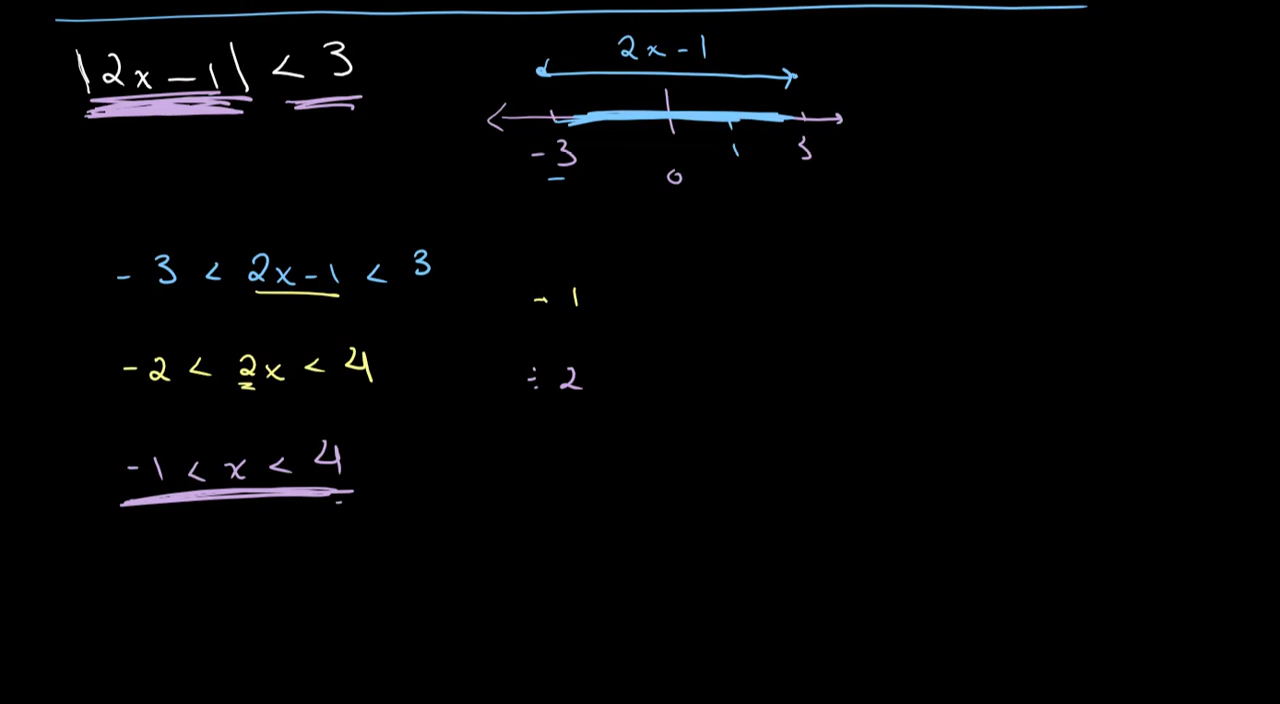 |2x - 1| < 3
2x - 1
-3 0 1 3
- 3 < 2x - 1 < 3
- 1
-2 < 2x < 4
÷ 2
-1 < x < 4